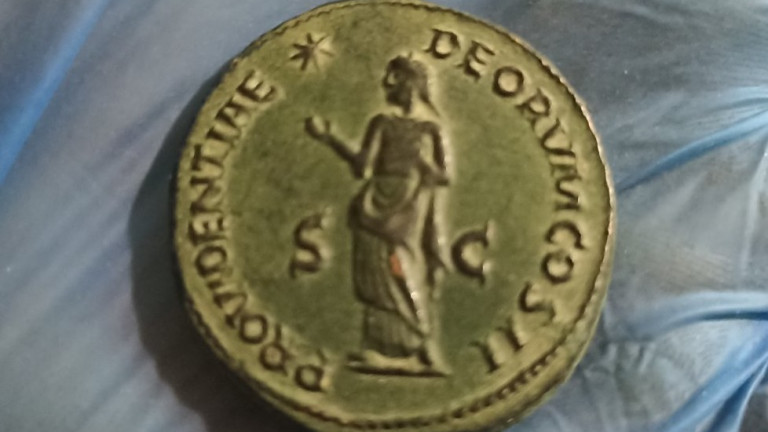 PROVIDENTIAE DEORVM COS II
S C